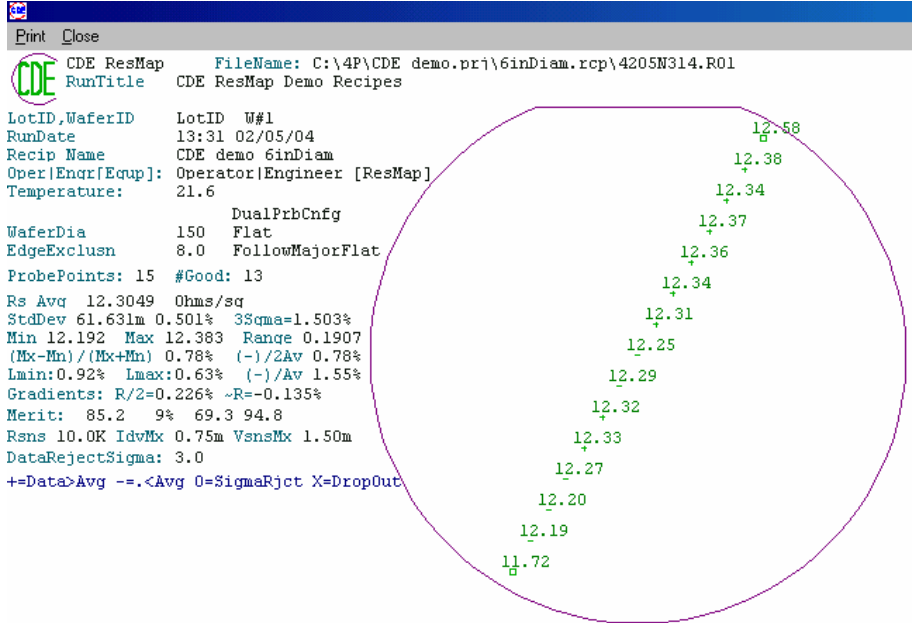 CDE
Print Close
CDE
CDE ResMap FileName: C:\4P\CDE demo.prj\6inDiam.rcp\4205N314.R01
RunTitle CDE ResMap Demo Recipes
LotID,WaferID LotID W#1
RunDate 13:31 02/05/04
Recip Name CDE demo 6inDiam
Oper|Engr[Equp]: Operator|Engineer [ResMap]
Temperature: 21.6
DualPrbCnfg
WaferDia 150 Flat
EdgeExclusn 8.0 FollowMajorFlat
ProbePoints: 15 #Good: 13
Rs Avg 12.3049 Ohms/sq
StdDev 61.631m 0.501% 3Sgma=1.503%
Min 12.192 Max 12.383 Range 0.1907
(Mx-Mn)/(Mx+Mn) 0.78% (-)/2Av 0.78%
Lmin:0.92% Lmax:0.63% (-)/Av 1.55%
Gradients: R/2=0.226% ~R=-0.135%
Merit: 85.2 9% 69.3 94.8
Rsns 10.0K IdvMx 0.75m VsnsMx 1.50m
DataRejectSigma: 3.0
+=Data>Avg -=.<Avg O=SigmaRjct X=DropOut
12.58
12.38
12.34
12.37
12.36
12.34
12.31
12.25
12.29
12.32
12.33
12.27
12.20
12.19
11.72